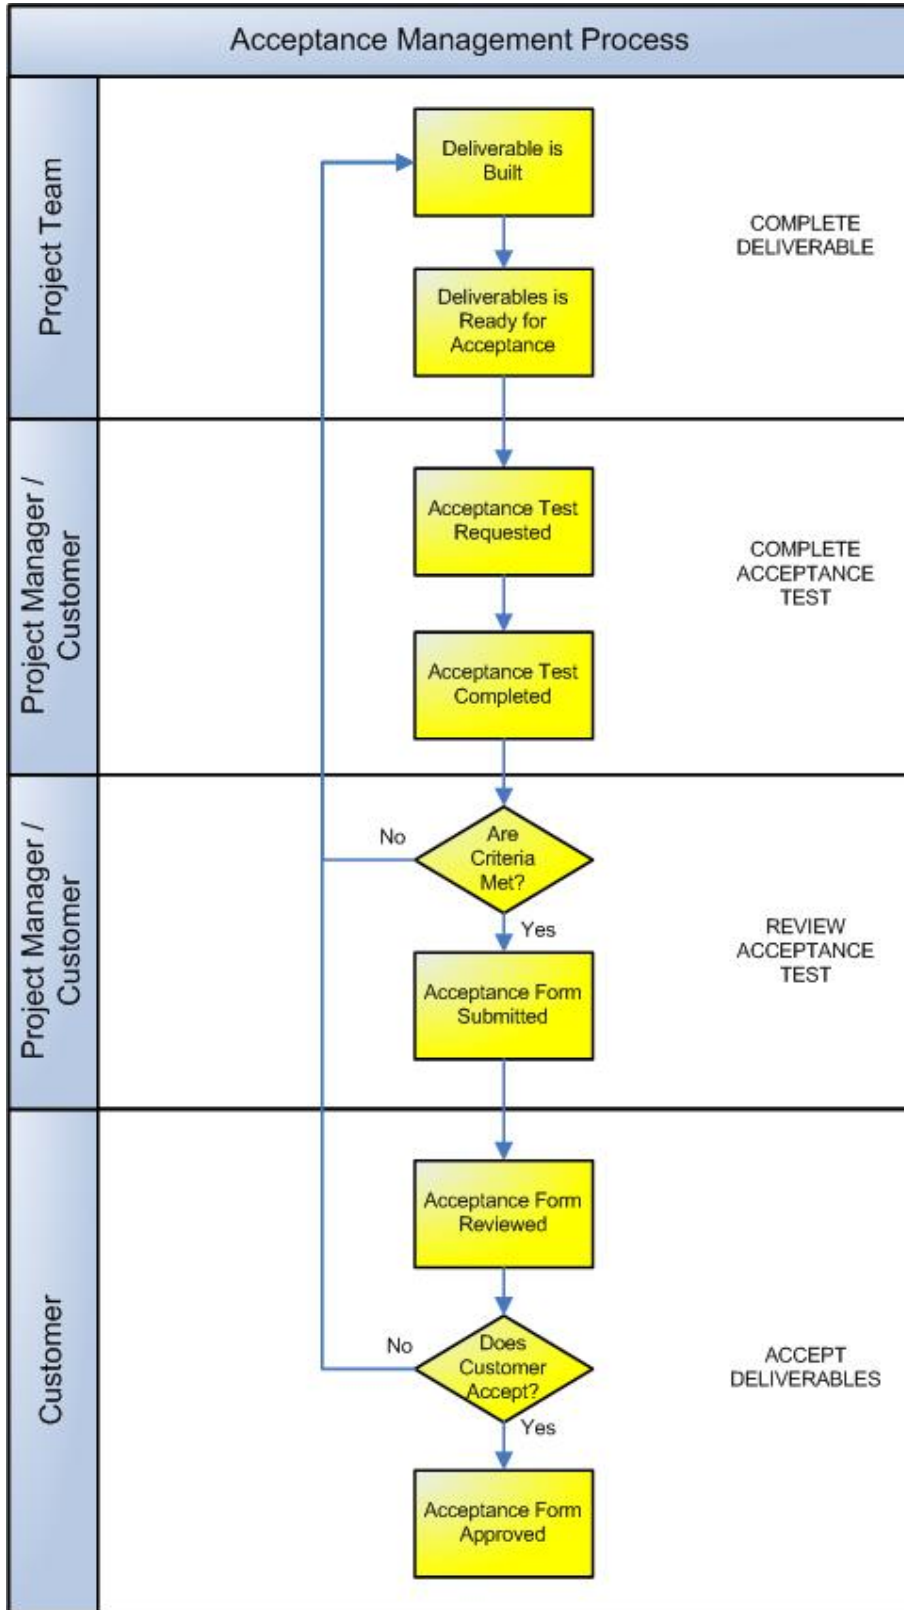 Acceptance Management Process
Project Team
Deliverable is
Built
Deliverables is
Ready for
Acceptance
COMPLETE
DELIVERABLE
Project Manager /
Customer
Acceptance Test
Requested
Acceptance Test
Completed
COMPLETE
ACCEPTANCE
TEST
Project Manager /
Customer
Are
Criteria
Met?
No
Yes
Acceptance Form
Submitted
REVIEW
ACCEPTANCE
TEST
Customer
Acceptance Form
Reviewed
Does
Customer
Accept?
No
Yes
Acceptance Form
Approved
ACCEPT
DELIVERABLES